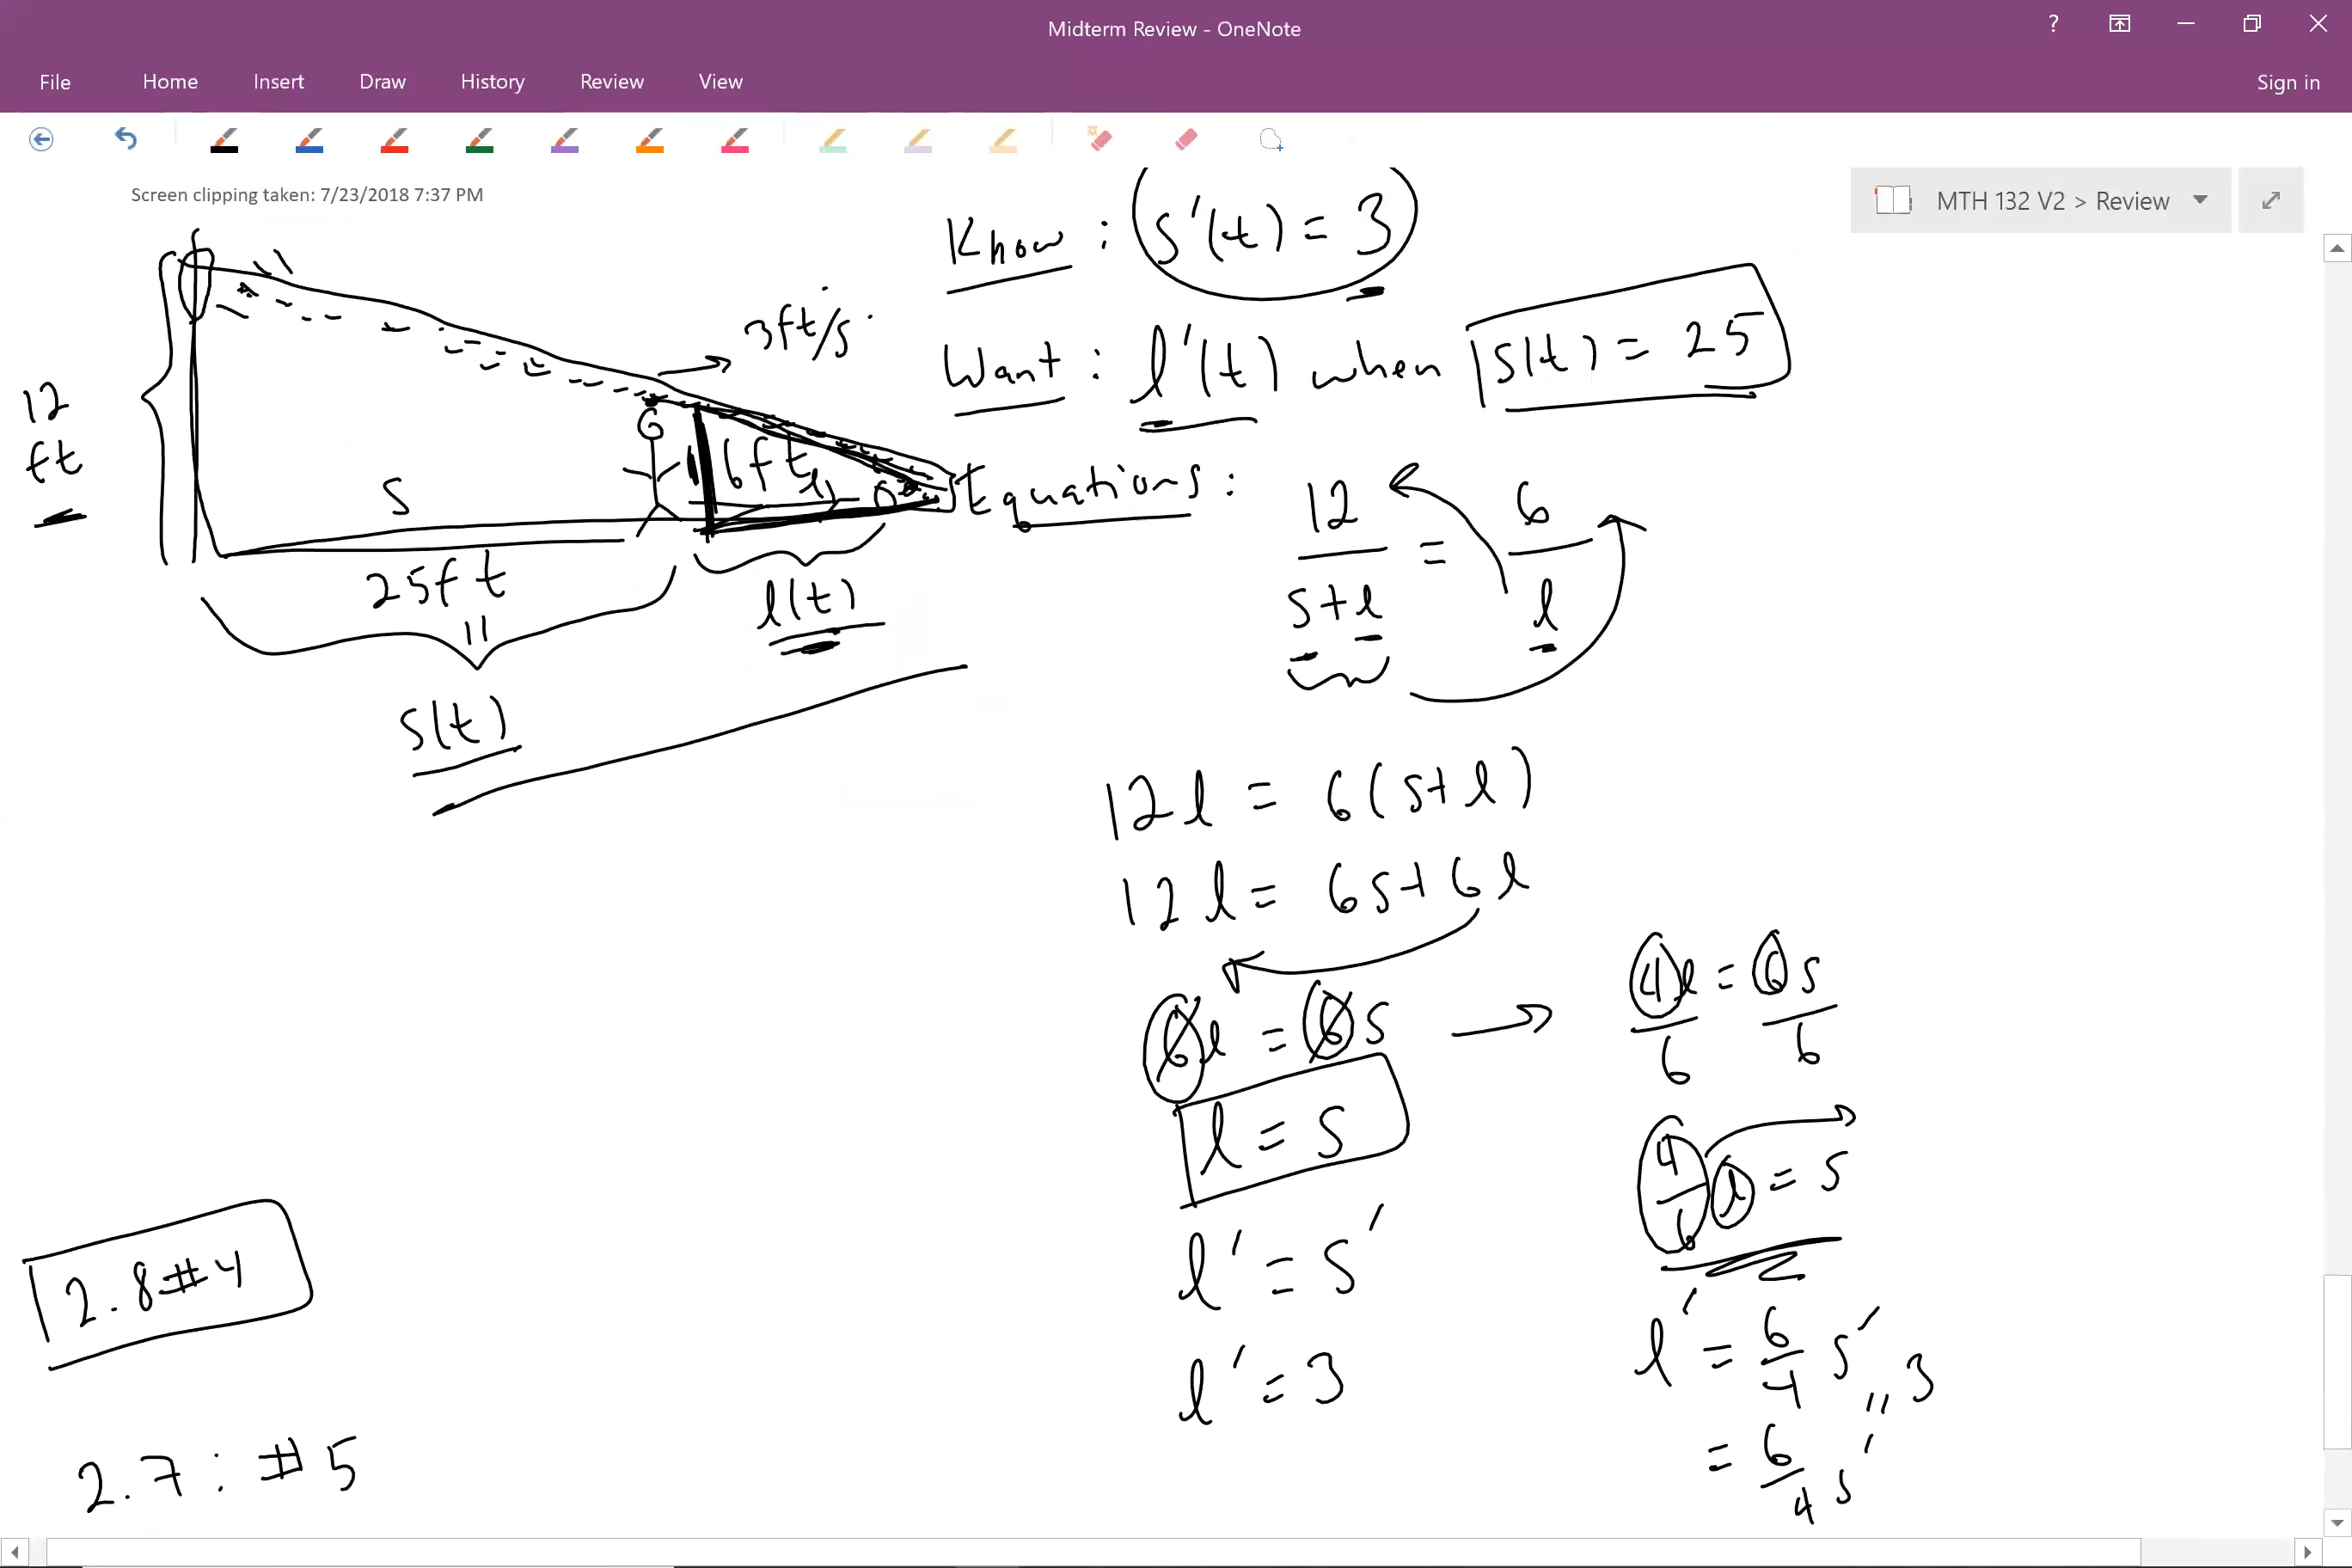 Midterm Review - OneNote
File Home Insert Draw History Review View Sign in
Screen clipping taken: 7/23/2018 7:37 PM
MTH 132 V2 > Review
12
ft
3ft/s
6ft
s
l
25ft
=
s(t)
l(t)
Know : s'(t) = 3
Want : l'(t) when s(t) = 25
Equations : 12/(s+l) = 6/l
12l = 6(s+l)
12l = 6s+6l
6l = 6s → 4l/6 = 6s/6
l = s
4/6 l = s
l' = s'
l' = 6/4 s'
" 3
l' = 3
= 6/4 s'
2.8#4
2.7: #5